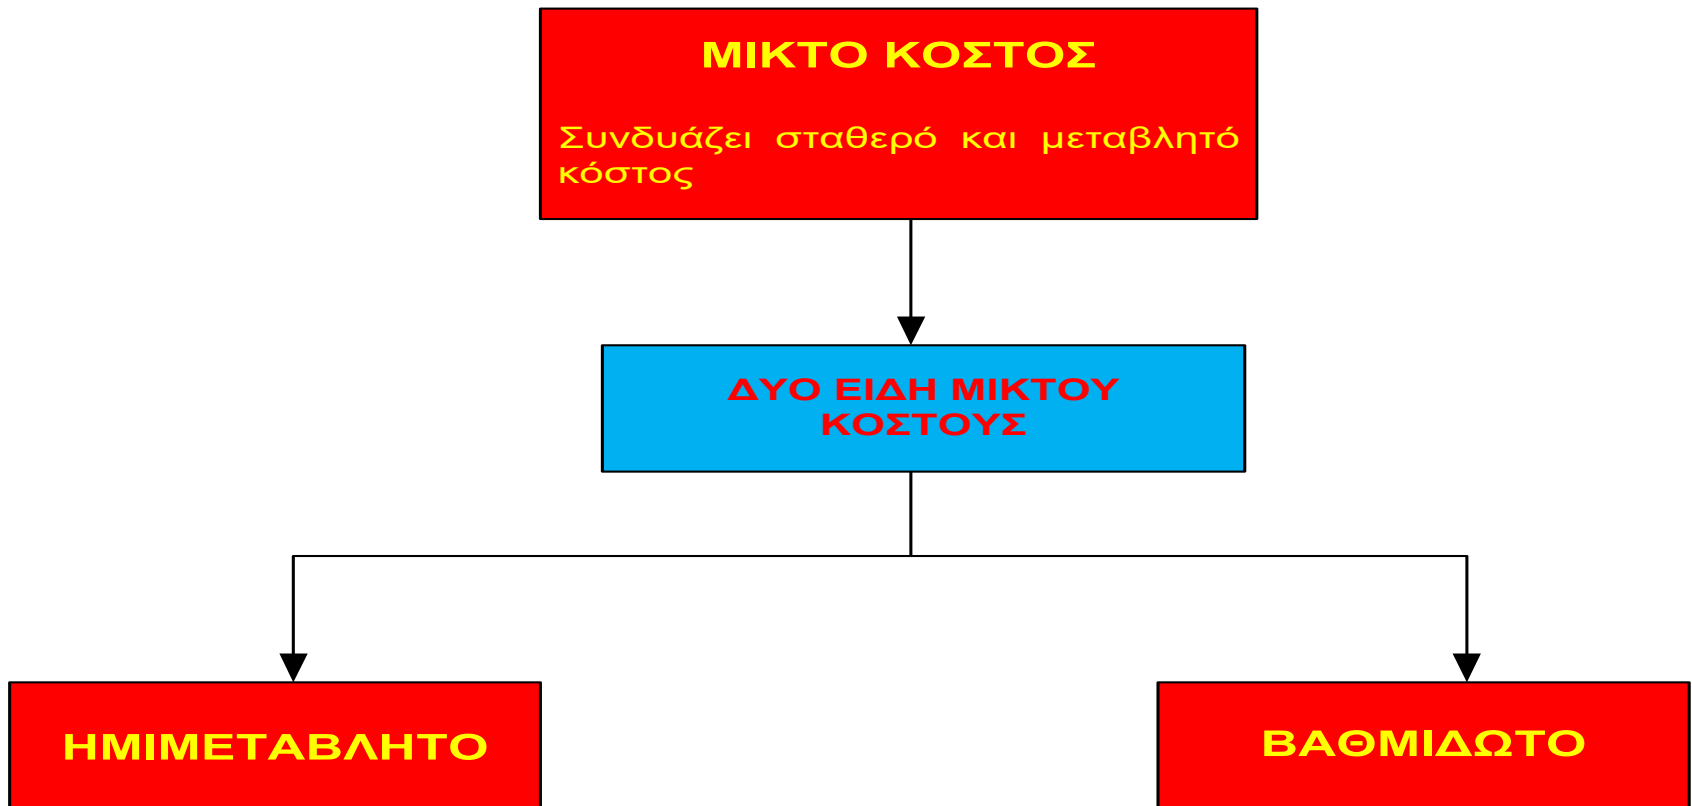 ΜΙΚΤΟ ΚΟΣΤΟΣ
Συνδυάζει σταθερό και μεταβλητό
κόστος
ΔΥΟ ΕΙΔΗ ΜΙΚΤΟΥ
ΚΟΣΤΟΥΣ
ΗΜΙΜΕΤΑΒΛΗΤΟ
ΒΑΘΜΙΔΩΤΟ